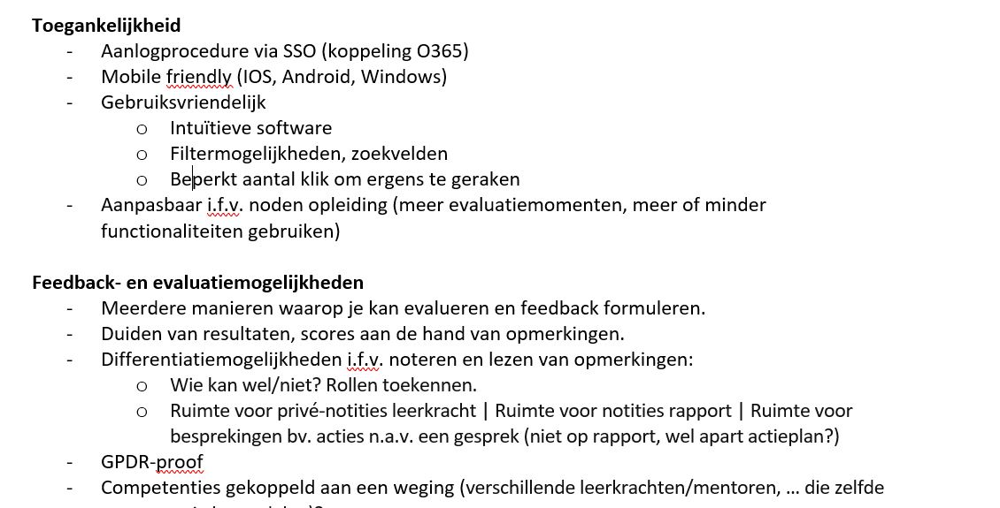 Toegankelijkheid
- Aanlogprocedure via SSO (koppeling O365)
- Mobile friendly (IOS, Android, Windows)
- Gebruiksvriendelijk
o Intuïtieve software
o Filtermogelijkheden, zoekvelden
o Beperkt aantal klik om ergens te geraken
- Aanpasbaar i.f.v. noden opleiding (meer evaluatiemomenten, meer of minder
functionaliteiten gebruiken)
Feedback- en evaluatiemogelijkheden
- Meerdere manieren waarop je kan evalueren en feedback formuleren.
- Duiden van resultaten, scores aan de hand van opmerkingen.
- Differentiatiemogelijkheden i.f.v. noteren en lezen van opmerkingen:
o Wie kan wel/niet? Rollen toekennen.
o Ruimte voor privé-notities leerkracht | Ruimte voor notities rapport | Ruimte voor
besprekingen bv. acties n.a.v. een gesprek (niet op rapport, wel apart actieplan?)
- GPDR-proof
- Competenties gekoppeld aan een weging (verschillende leerkrachten/mentoren, … die zelfde